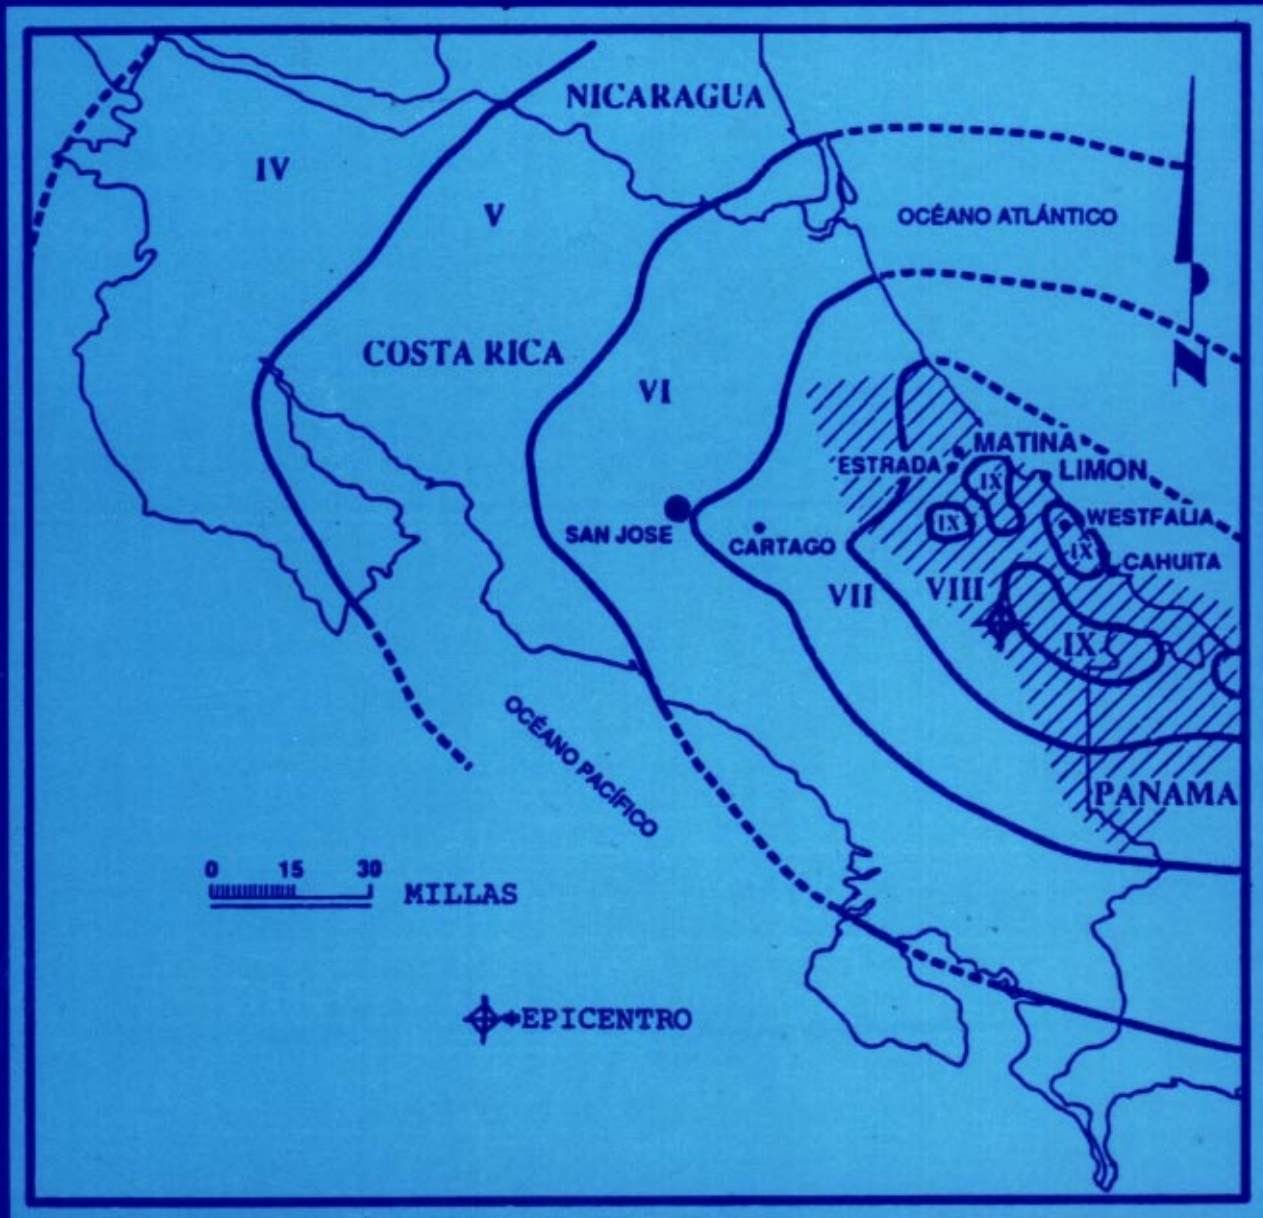 NICARAGUA
IV
V
OCÉANO ATLÁNTICO
COSTA RICA
VI
N
MATINA
ESTRADA
LIMON
IX
IX
WESTFALIA
SAN JOSE
CARTAGO
IX
CAHUITA
VII
VIII
IX
OCÉANO PACÍFICO
PANAMA
0 15 30
MILLAS
EPICENTRO